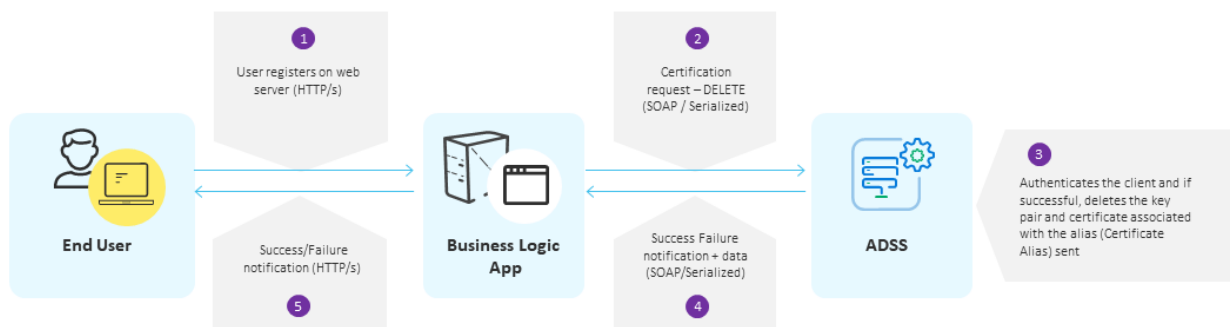 1
User registers on web
server (HTTP/s)
2
Certification
request – DELETE
(SOAP / Serialized)
3
Authenticates the client and if
successful, deletes the key
pair and certificate associated
with the alias (Certificate
Alias) sent
End User
Business Logic
App
ADSS
Success/Failure
notification (HTTP/s)
5
Success Failure
notification + data
(SOAP/Serialized)
4